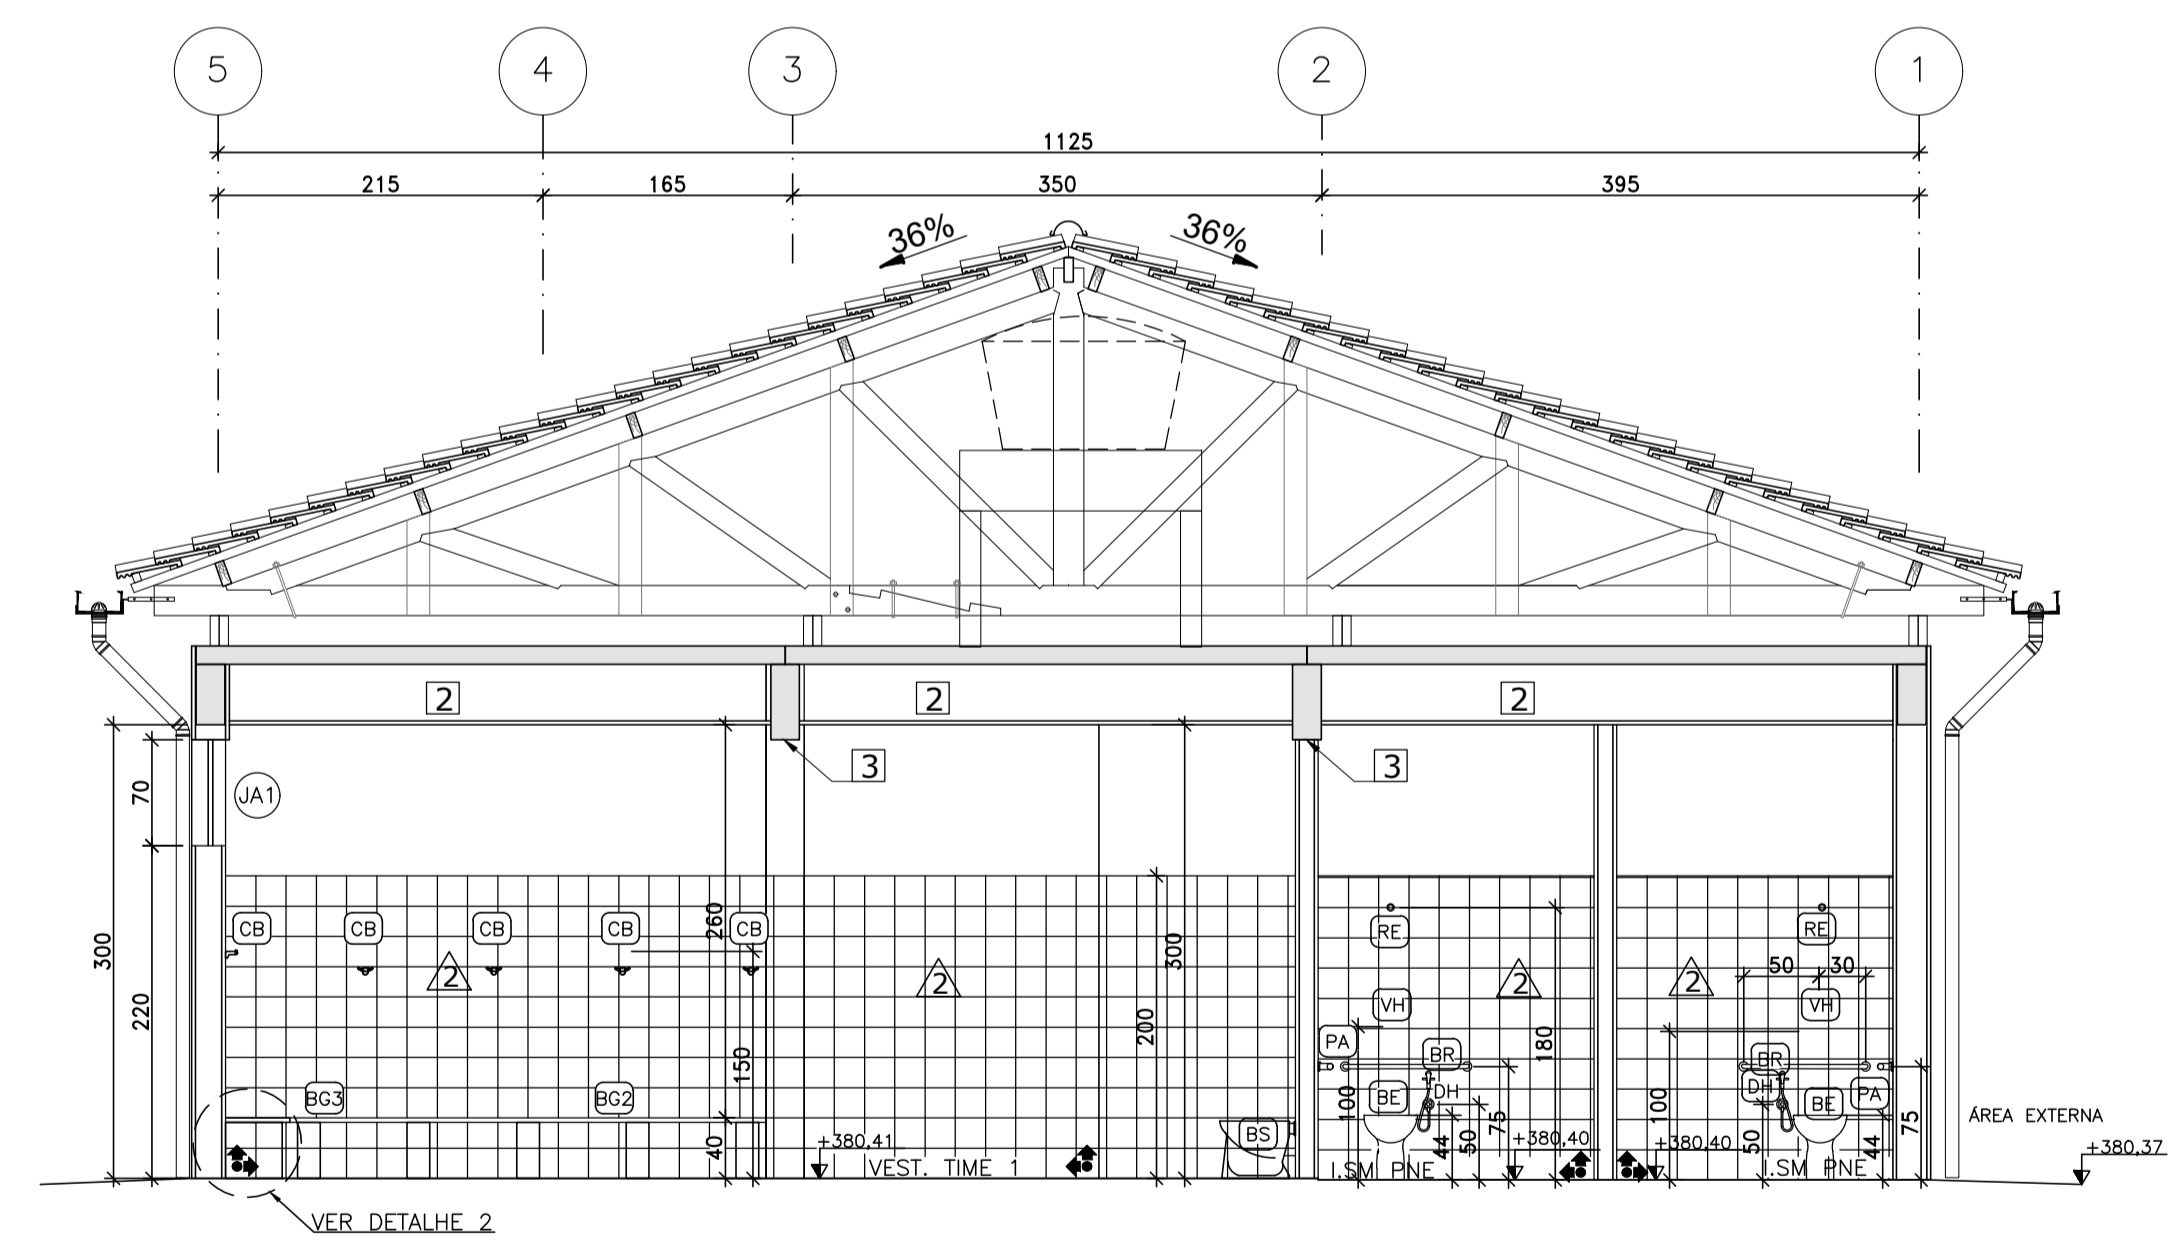 5 4 3 2 1
1125
215 165 350 395
36% 36%
2 2 2
3 3
70
JA1
CB CB CB CB CB
260
300
RE RE
2 2 2 2
50 30
300
220
200
VH VH
180
PA
BR BR
150
100
DH DH
BE BE
PA
100
75
75
BG3 BG2
ÁREA EXTERNA
BS
40
+380,41
44
50
+380,40
+380,40
50
44
+380,37
VEST. TIME 1
I.SM PNE
I.SM PNE
VER DETALHE 2